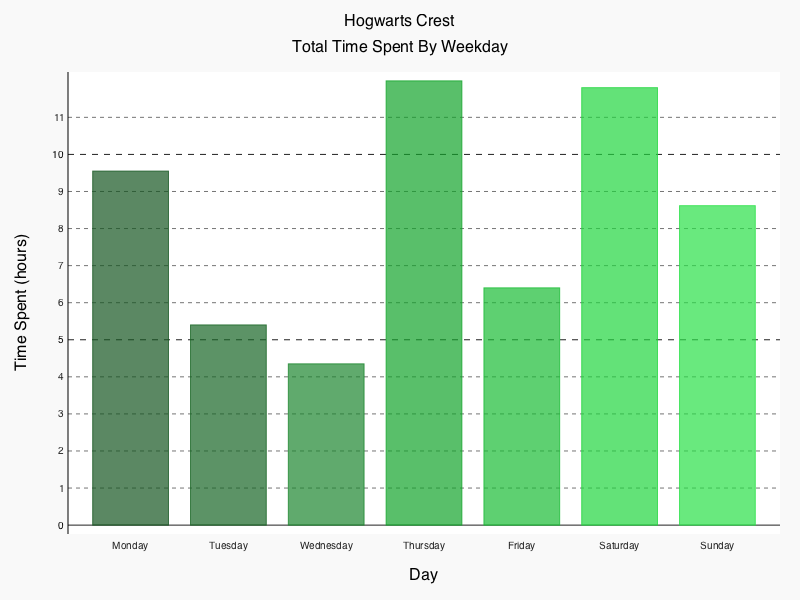 Hogwarts Crest
Total Time Spent By Weekday
Time Spent (hours)
11
10
9
8
7
6
5
4
3
2
1
0
Monday Tuesday Wednesday Thursday Friday Saturday Sunday
Day